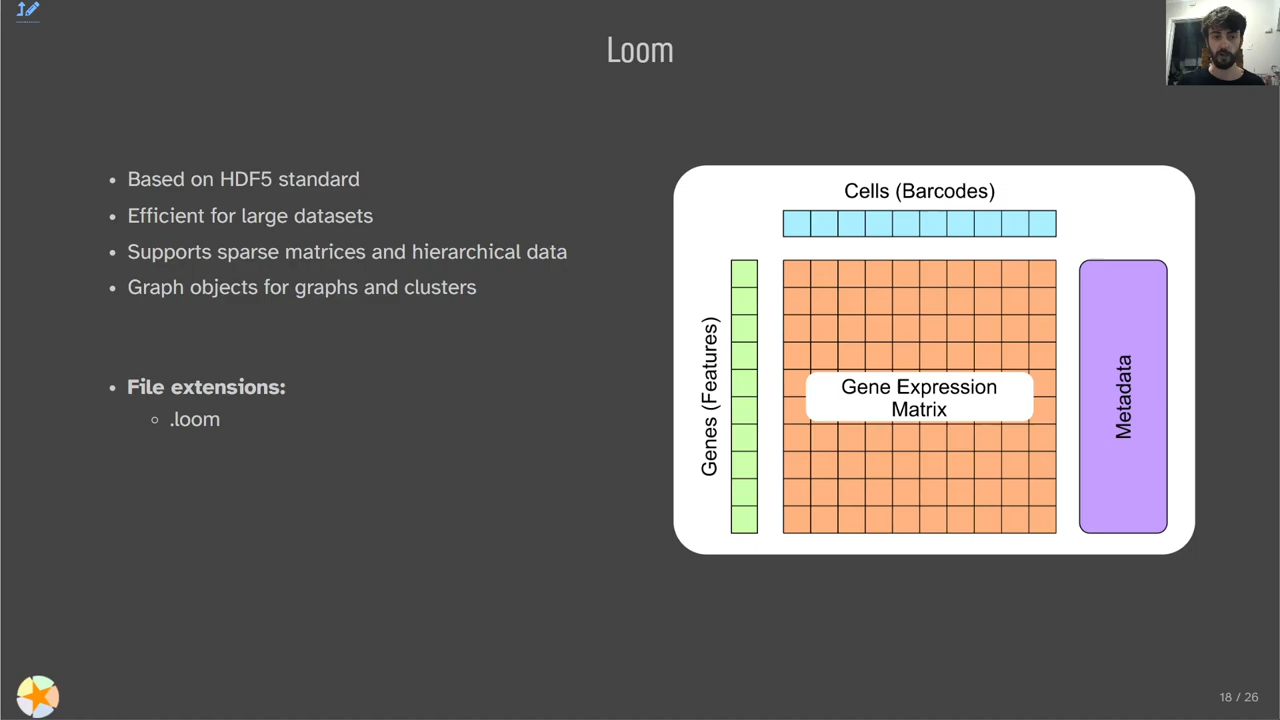 Loom
Based on HDF5 standard
Efficient for large datasets
Supports sparse matrices and hierarchical data
Graph objects for graphs and clusters
File extensions:
.loom
Cells (Barcodes)
Genes (Features)
Gene Expression
Matrix
Metadata
18 / 26